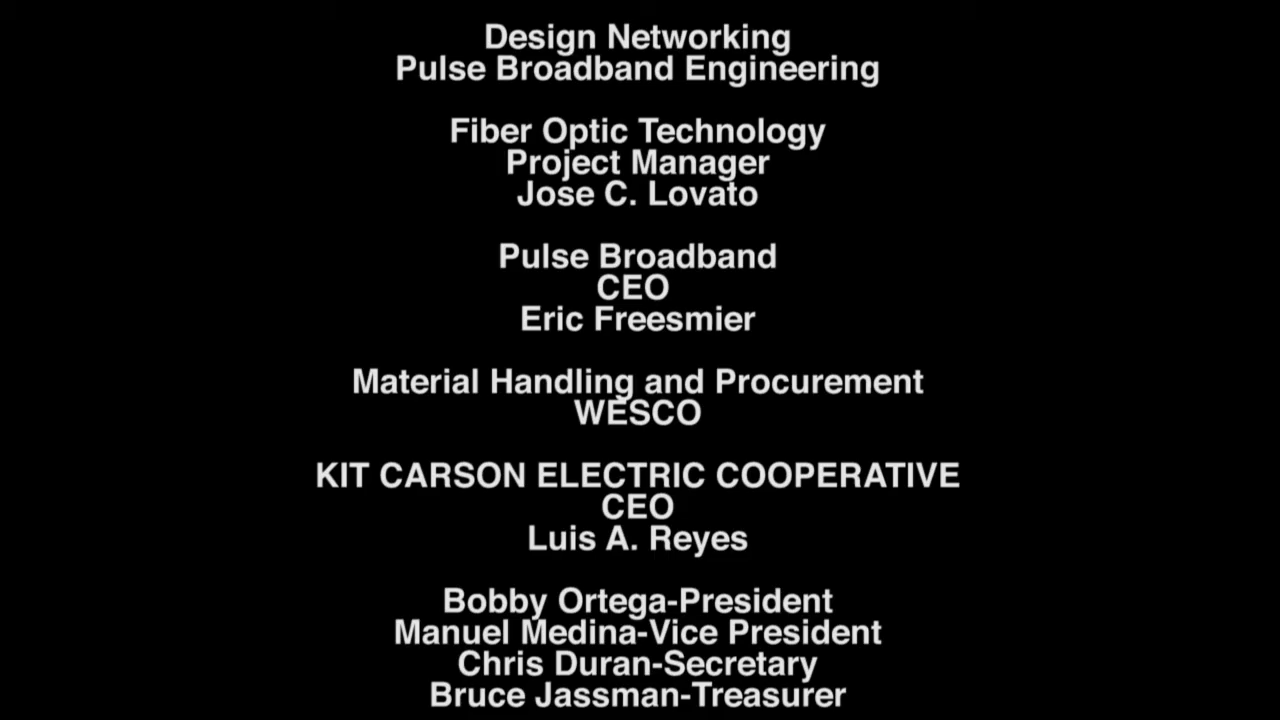 Design Networking
Pulse Broadband Engineering
Fiber Optic Technology
Project Manager
Jose C. Lovato
Pulse Broadband
CEO
Eric Freesmier
Material Handling and Procurement
WESCO
KIT CARSON ELECTRIC COOPERATIVE
CEO
Luis A. Reyes
Bobby Ortega-President
Manuel Medina-Vice President
Chris Duran-Secretary
Bruce Jassman-Treasurer